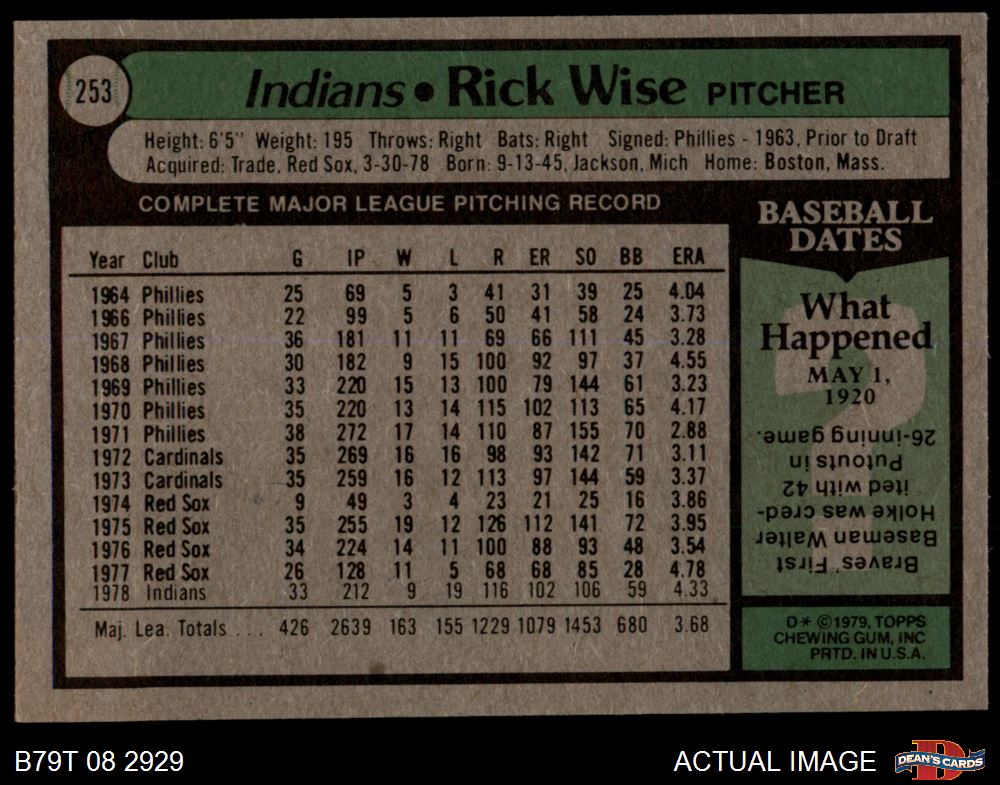 253
Indians • Rick Wise PITCHER
Height: 6'5" Weight: 195 Throws: Right Bats: Right Signed: Phillies - 1963, Prior to Draft
Acquired: Trade, Red Sox, 3-30-78 Born: 9-13-45, Jackson, Mich Home: Boston, Mass.
COMPLETE MAJOR LEAGUE PITCHING RECORD
Year Club G IP W L R ER SO BB ERA
1964 Phillies 25 69 5 3 41 31 39 25 4.04
1966 Phillies 22 99 5 6 50 41 58 24 3.73
1967 Phillies 36 181 11 11 69 66 111 45 3.28
1968 Phillies 30 182 9 15 100 92 97 37 4.55
1969 Phillies 33 220 15 13 100 79 144 61 3.23
1970 Phillies 35 220 13 14 115 102 113 65 4.17
1971 Phillies 38 272 17 14 110 87 155 70 2.88
1972 Cardinals 35 269 16 16 98 93 142 71 3.11
1973 Cardinals 35 259 16 12 113 97 144 59 3.37
1974 Red Sox 9 49 3 4 23 21 25 16 3.86
1975 Red Sox 35 255 19 12 126 112 141 72 3.95
1976 Red Sox 34 224 14 11 100 88 93 48 3.54
1977 Red Sox 26 128 11 5 68 68 85 28 4.78
1978 Indians 33 212 9 19 116 102 106 59 4.33
Maj. Lea. Totals ... 426 2639 163 155 1229 1079 1453 680 3.68
BASEBALL
DATES
What
Happened
MAY 1,
1920
Braves' First
Baseman Walter
Holke was cred-
ited with 42
Putouts in
26-inning game.
D* ©1979, TOPPS
CHEWING GUM, INC
PRTD. IN U.S.A.
B79T 08 2929
ACTUAL IMAGE
DEAN'S CARDS